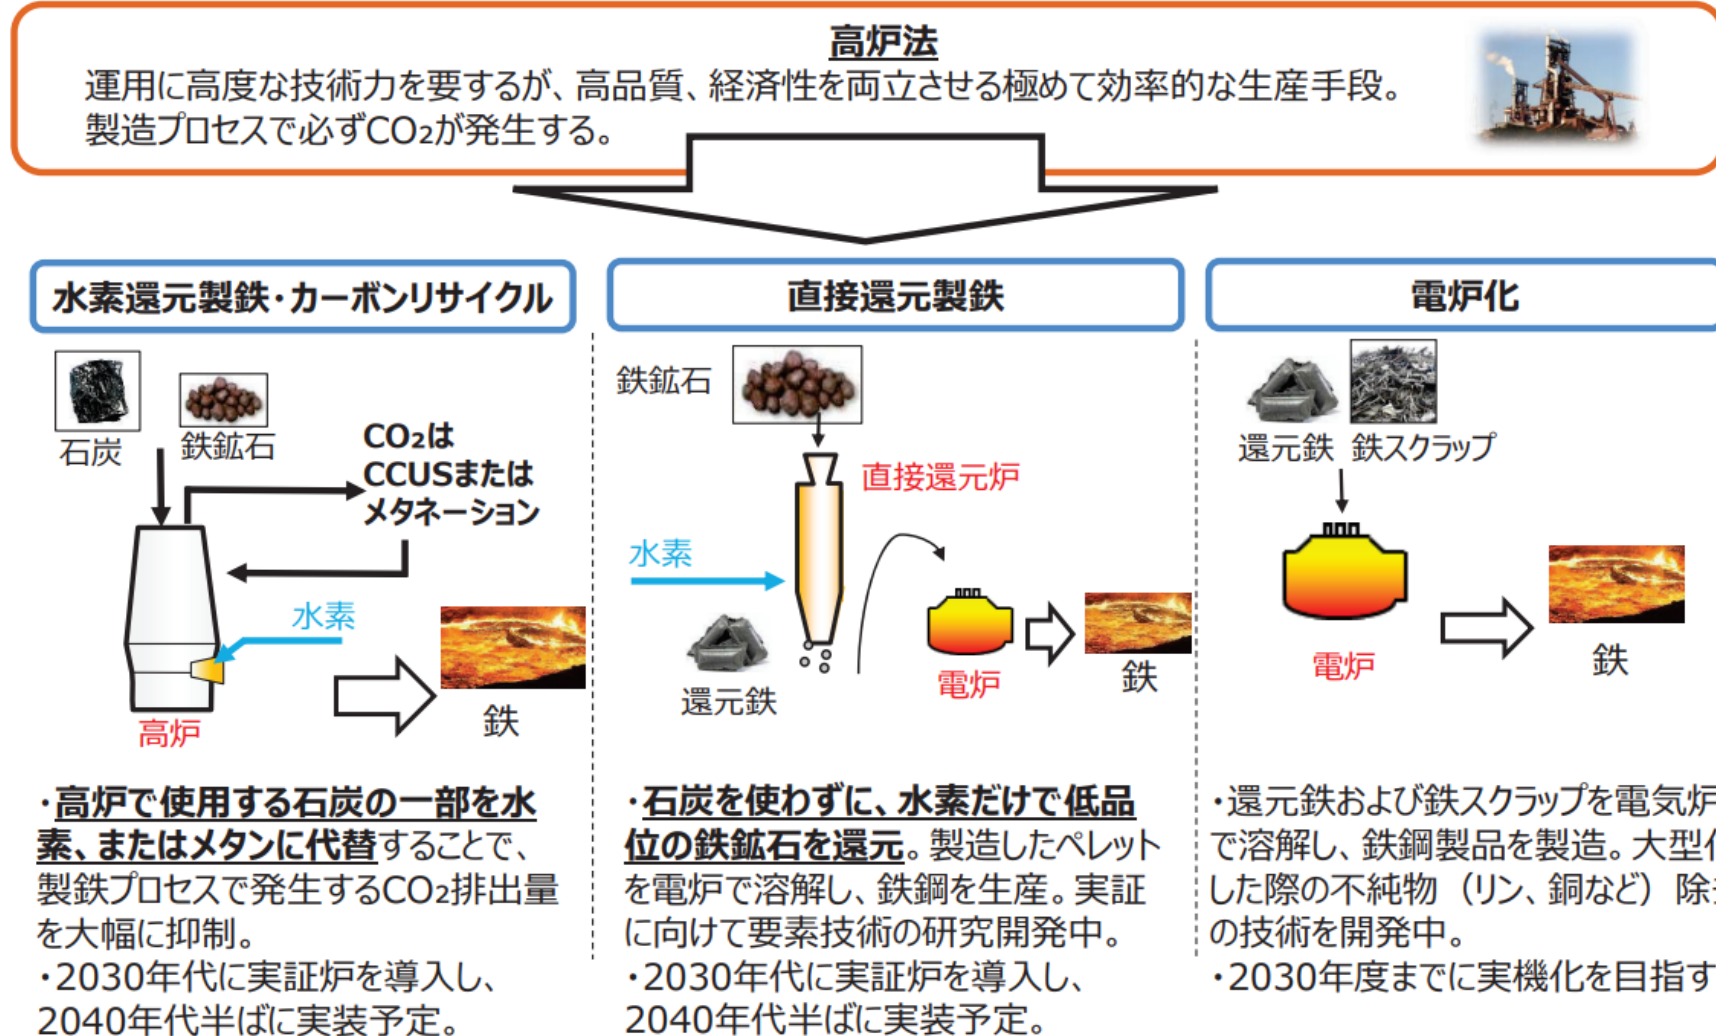 高炉法
運用に高度な技術力を要するが、高品質、経済性を両立させる極めて効率的な生産手段。
製造プロセスで必ずCO₂が発生する。
水素還元製鉄・カーボンリサイクル
石炭
鉄鉱石
CO₂は
CCUSまたは
メタネーション
水素
高炉
鉄
・高炉で使用する石炭の一部を水
素、またはメタンに代替することで、
製鉄プロセスで発生するCO₂排出量
を大幅に抑制。
・2030年代に実証炉を導入し、
2040年代半ばに実装予定。
直接還元製鉄
鉄鉱石
直接還元炉
水素
還元鉄
電炉
鉄
・石炭を使わずに、水素だけで低品
位の鉄鉱石を還元。製造したペレット
を電炉で溶解し、鉄鋼を生産。実証
に向けて要素技術の研究開発中。
・2030年代に実証炉を導入し、
2040年代半ばに実装予定。
電炉化
還元鉄 鉄スクラップ
電炉
鉄
・還元鉄および鉄スクラップを電気炉
で溶解し、鉄鋼製品を製造。大型化
した際の不純物（リン、銅など）除
の技術を開発中。
・2030年度までに実機化を目指す